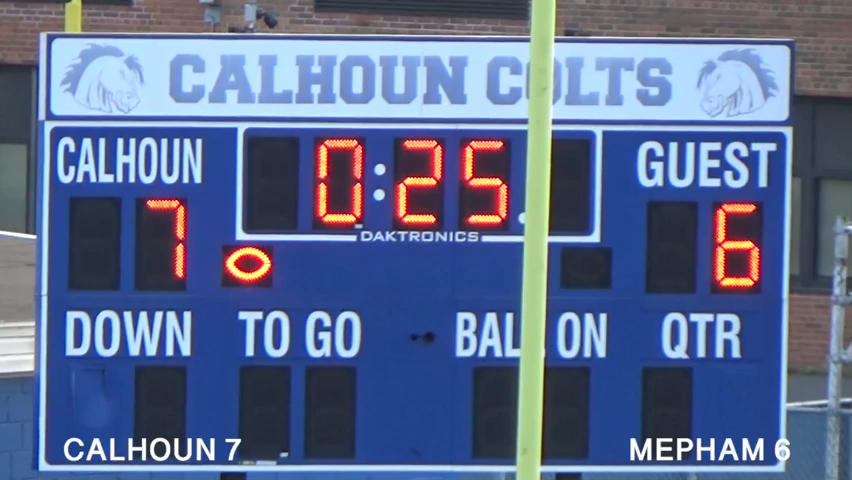 CALHOUN COLTS
CALHOUN 0:25 GUEST
DAKTRONICS
7 6
DOWN TO GO BALL ON QTR
CALHOUN 7 MEPHAM 6